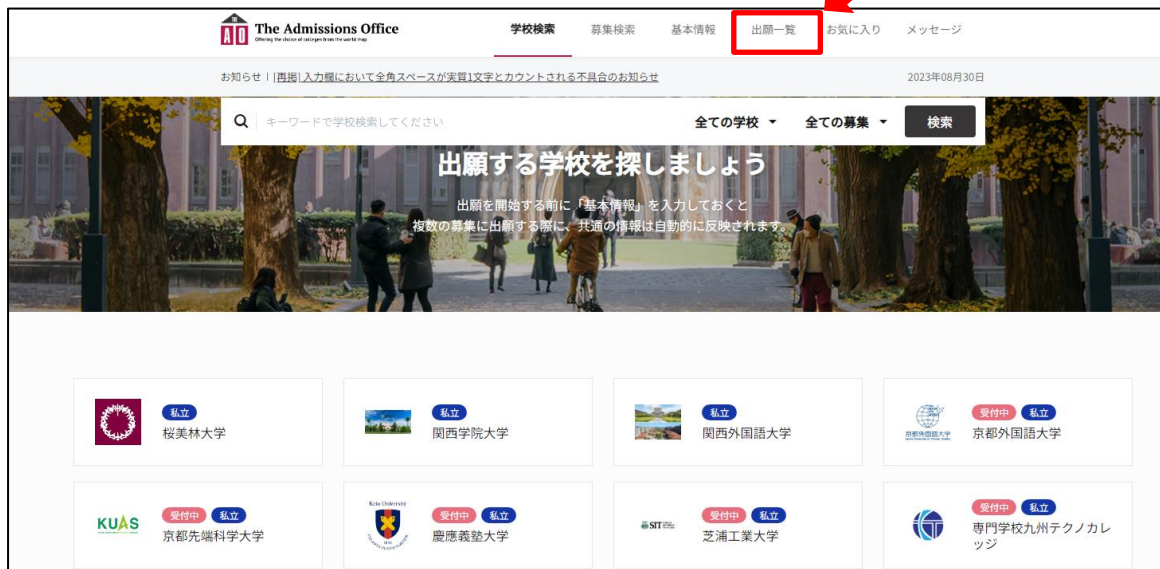 THE
AO
The Admissions Office
Offering the choice of colleges from the world map
学校検索
募集検索
基本情報
出願一覧
お気に入り
メッセージ
お知らせ | [再掲] 入力欄において全角スペースが実質1文字とカウントされる不具合のお知らせ
2023年08月30日
キーワードで学校検索してください
全ての学校
全ての募集
検索
出願する学校を探しましょう
出願を開始する前に「基本情報」を入力しておくと
複数の募集に出願する際に、共通の情報は自動的に反映されます。
私立
桜美林大学
私立
関西学院大学
私立
関西外国語大学
京都外国語大学
受付中 私立
京都外国語大学
KUAS
受付中 私立
京都先端科学大学
Keio University
受付中 私立
慶應義塾大学
SIT
受付中 私立
芝浦工業大学
受付中 私立
専門学校九州テクノカレ
ッジ